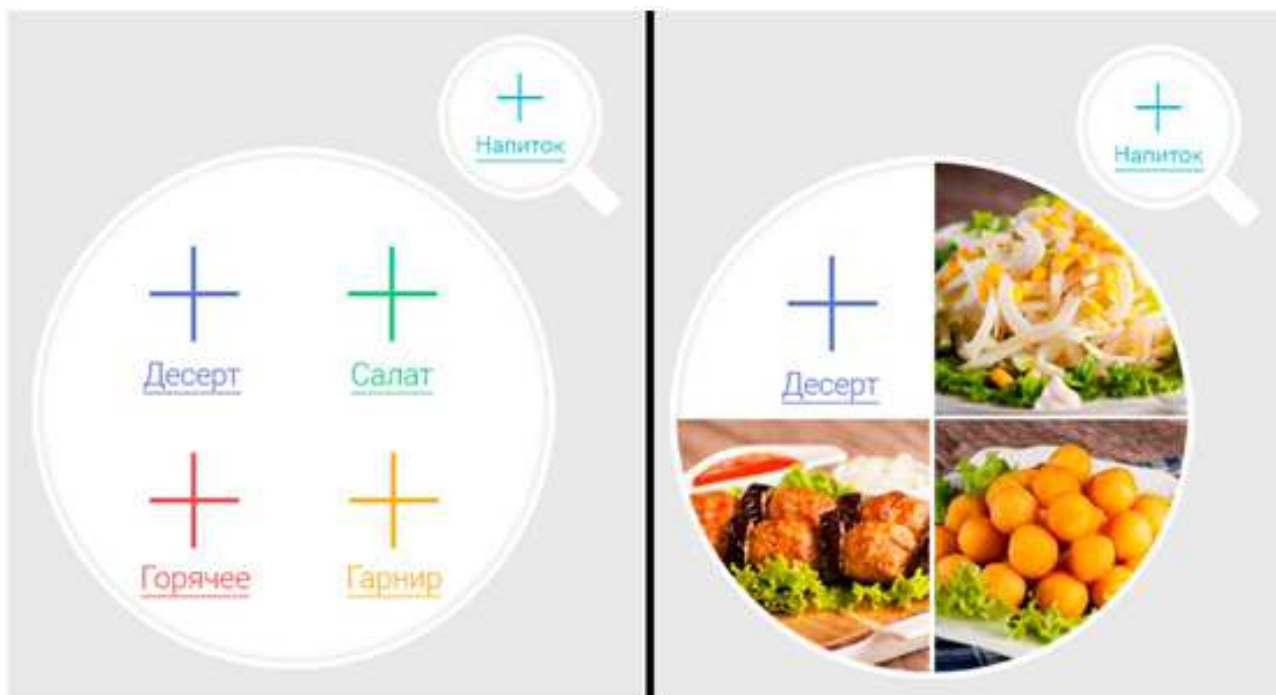 Напиток
Десерт
Салат
Горячее
Гарнир
Напиток
Десерт